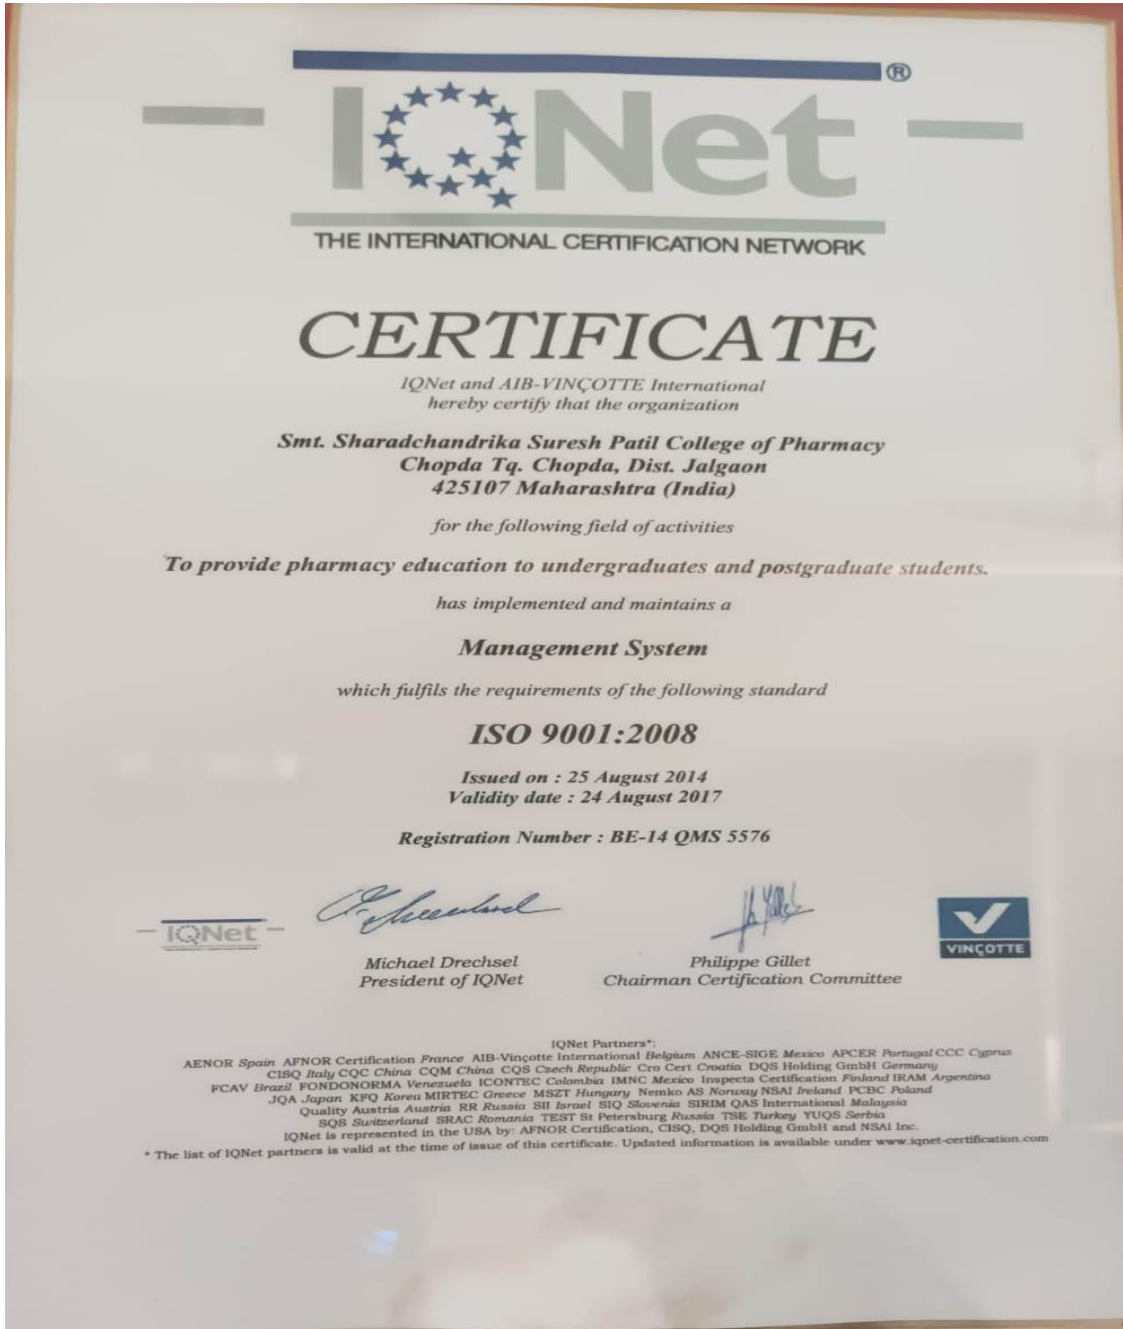 IQNet ®
THE INTERNATIONAL CERTIFICATION NETWORK
CERTIFICATE
IQNet and AIB-VINÇOTTE International
hereby certify that the organization
Smt. Sharadchandrika Suresh Patil College of Pharmacy
Chopda Tq. Chopda, Dist. Jalgaon
425107 Maharashtra (India)
for the following field of activities
To provide pharmacy education to undergraduates and postgraduate students.
has implemented and maintains a
Management System
which fulfils the requirements of the following standard
ISO 9001:2008
Issued on : 25 August 2014
Validity date : 24 August 2017
Registration Number : BE-14 QMS 5576
IQNet
VINÇOTTE
Michael Drechsel
President of IQNet
Philippe Gillet
Chairman Certification Committee
IQNet Partners*:
AENOR Spain AFNOR Certification France AIB-Vinçotte International Belgium ANCE-SIGE Mexico APCER Portugal CCC Cyprus
CISQ Italy CQC China CQM China CQS Czech Republic Cro Cert Croatia DQS Holding GmbH Germany
FCAV Brazil FONDONORMA Venezuela ICONTEC Colombia IMNC Mexico Inspecta Certification Finland IRAM Argentina
JQA Japan KFQ Korea MIRTEC Greece MSZT Hungary Nemko AS Norway NSAI Ireland PCBC Poland
Quality Austria Austria RR Russia SII Israel SIQ Slovenia SIRIM QAS International Malaysia
SQS Switzerland SRAC Romania TEST St Petersburg Russia TSE Turkey YUQS Serbia
IQNet is represented in the USA by: AFNOR Certification, CISQ, DQS Holding GmbH and NSAI Inc.
* The list of IQNet partners is valid at the time of issue of this certificate. Updated information is available under www.iqnet-certification.com